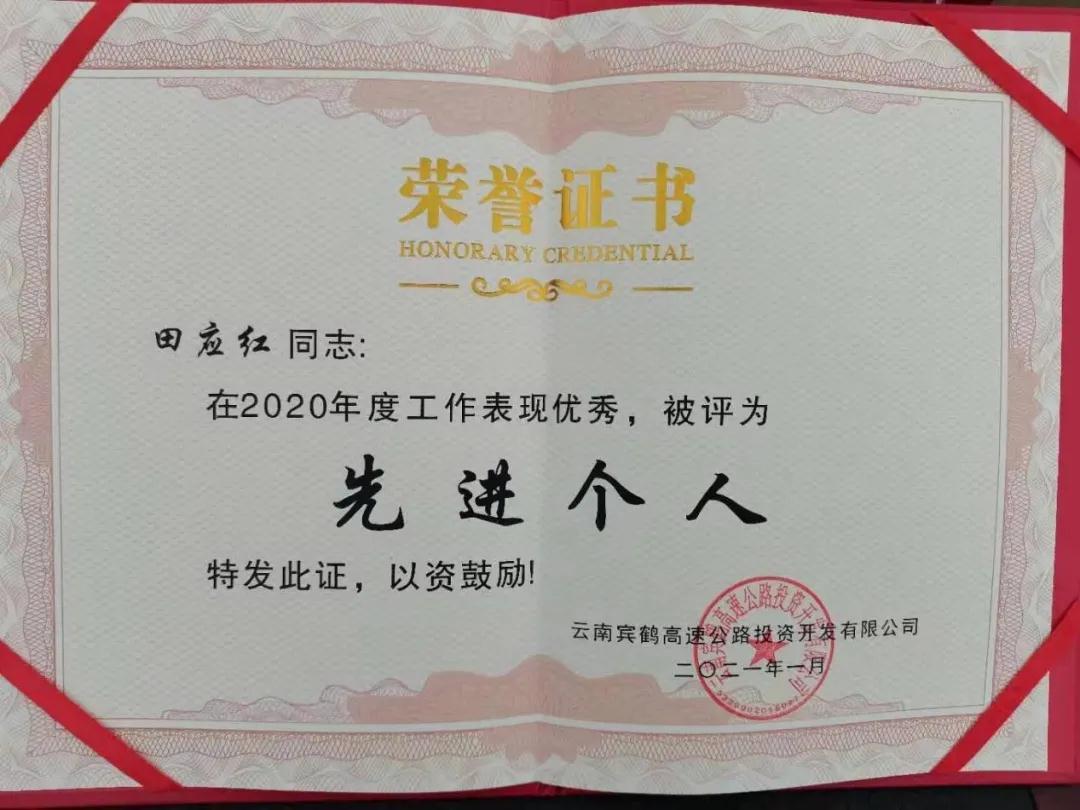 荣誉证书
HONORARY CREDENTIAL
田应红 同志:
在2020年度工作表现优秀，被评为
先进个人
特发此证，以资鼓励!
云南宾鹤高速公路投资开发有限公司
二〇二一年一月